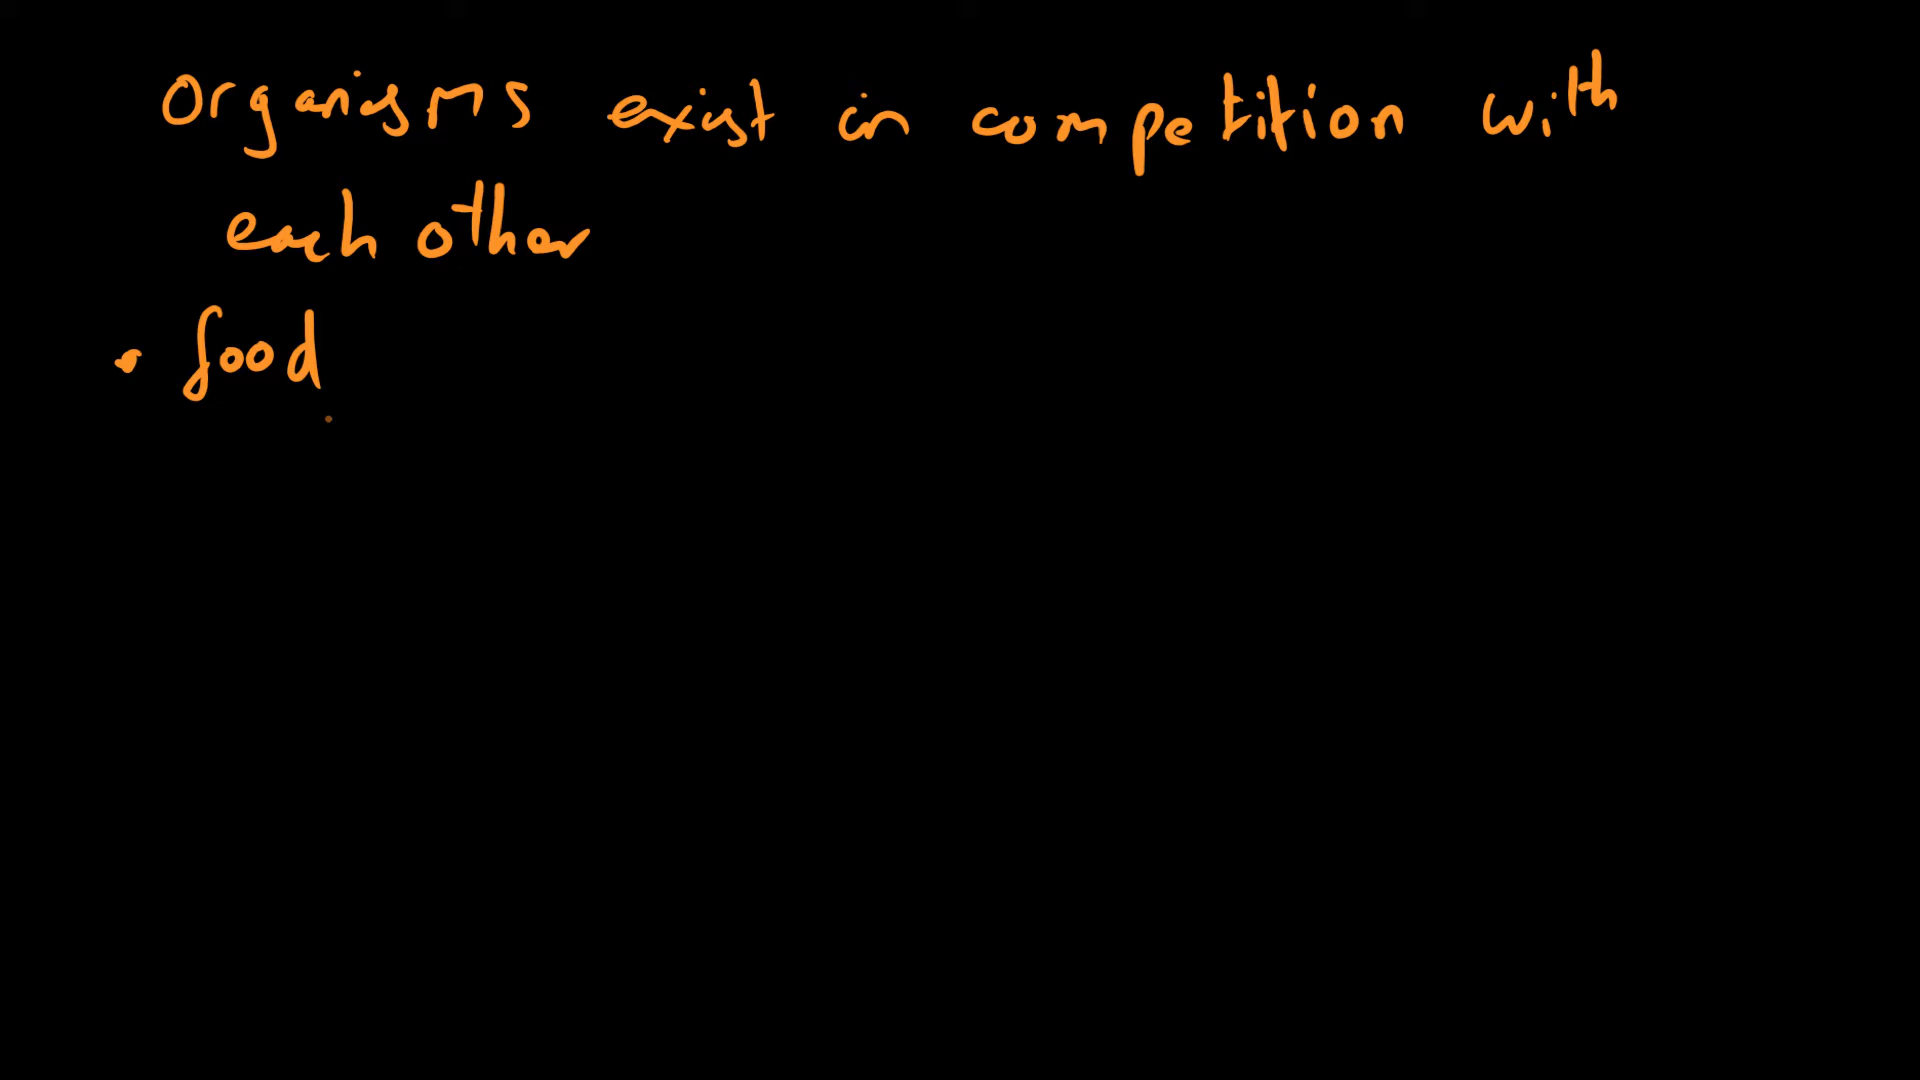 Organisms exist in competition with
each other
• food